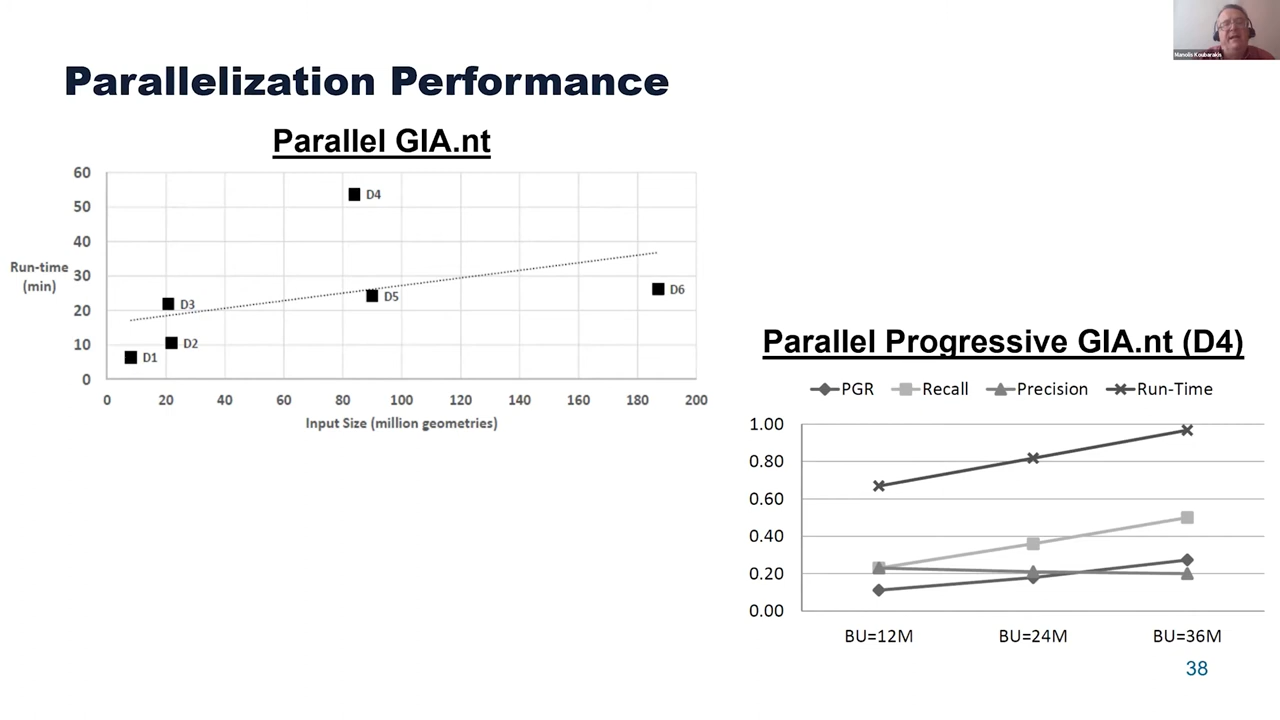 Manolis Koubarakis
Parallelization Performance
Parallel GIA.nt
60
50
40
30
20
10
0
Run-time
(min)
D4
D3
D5
D6
D2
D1
0 20 40 60 80 100 120 140 160 180 200
Input Size (million geometries)
Parallel Progressive GIA.nt (D4)
PGR Recall Precision Run-Time
1.00
0.80
0.60
0.40
0.20
0.00
BU=12M BU=24M BU=36M
38